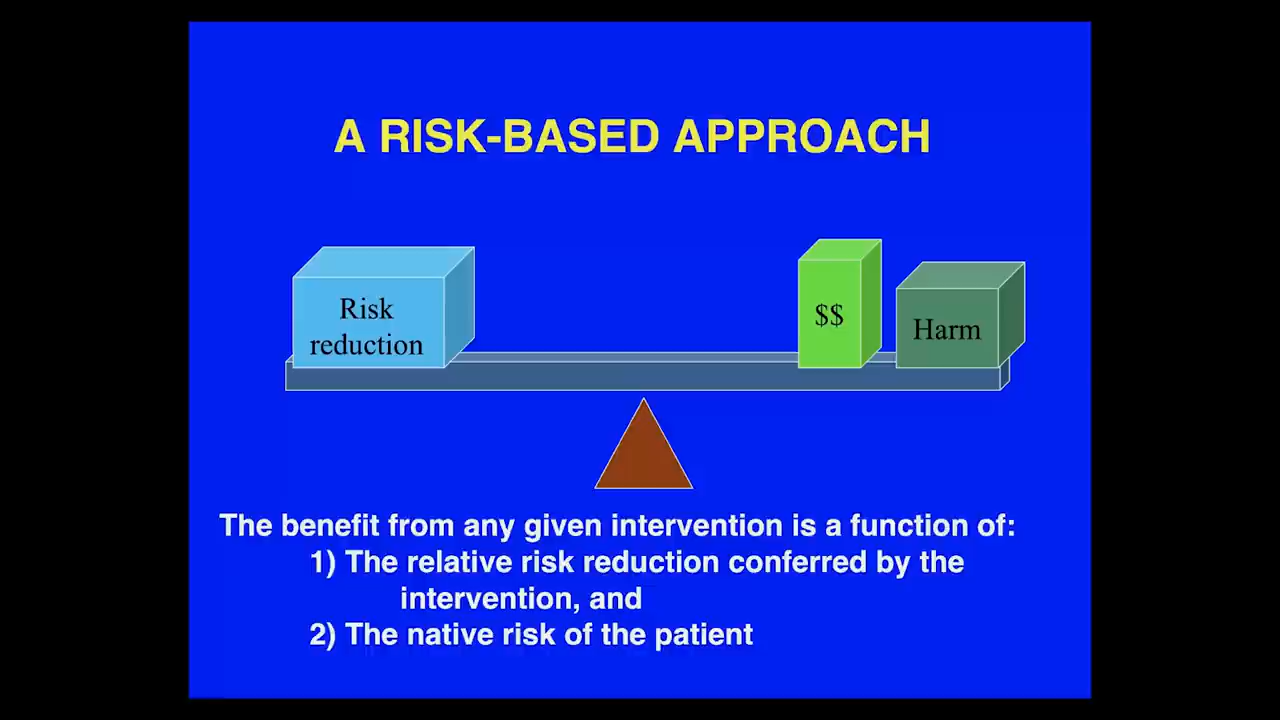 A RISK-BASED APPROACH
Risk
reduction
$$
Harm
The benefit from any given intervention is a function of:
1) The relative risk reduction conferred by the
intervention, and
2) The native risk of the patient